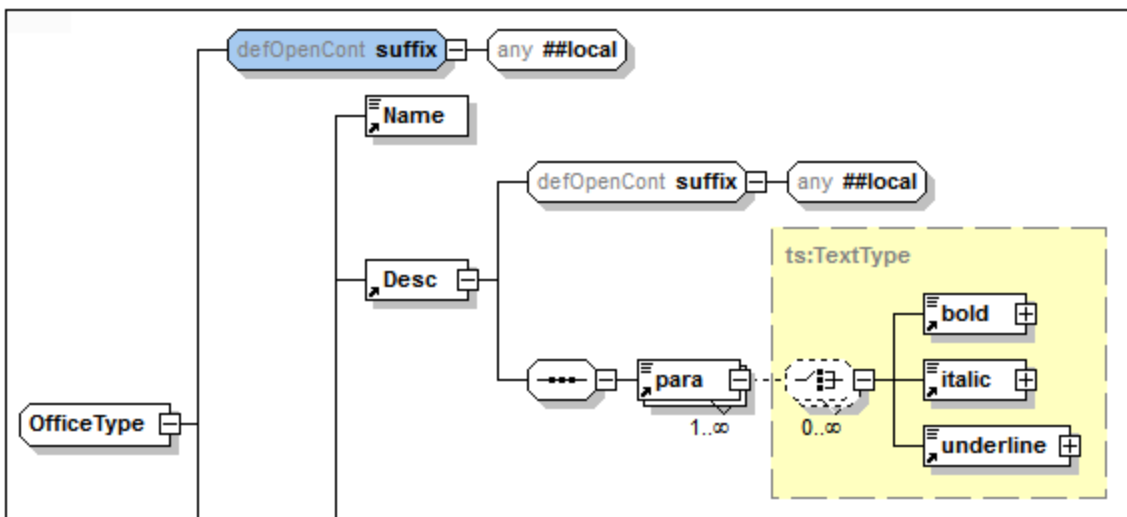 defOpenCont suffix any ##local
Name
defOpenCont suffix any ##local
Desc
ts:TextType
bold
para
italic
1..∞
0..∞
OfficeType
underline